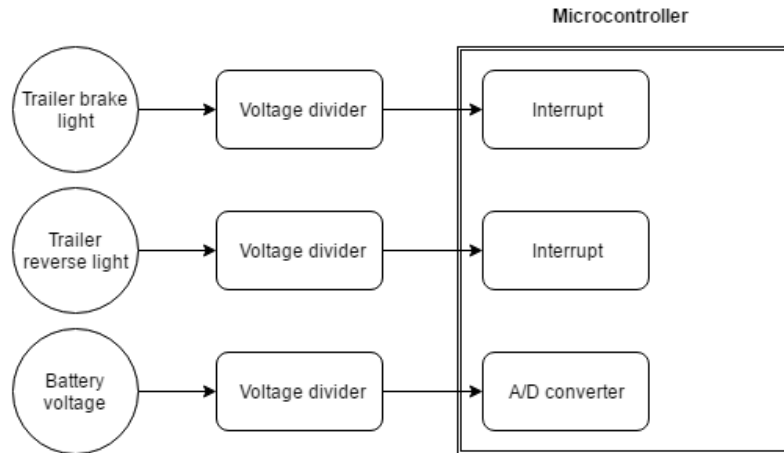 Microcontroller
Trailer brake
light
Voltage divider
Interrupt
Trailer
reverse light
Voltage divider
Interrupt
Battery
voltage
Voltage divider
A/D converter